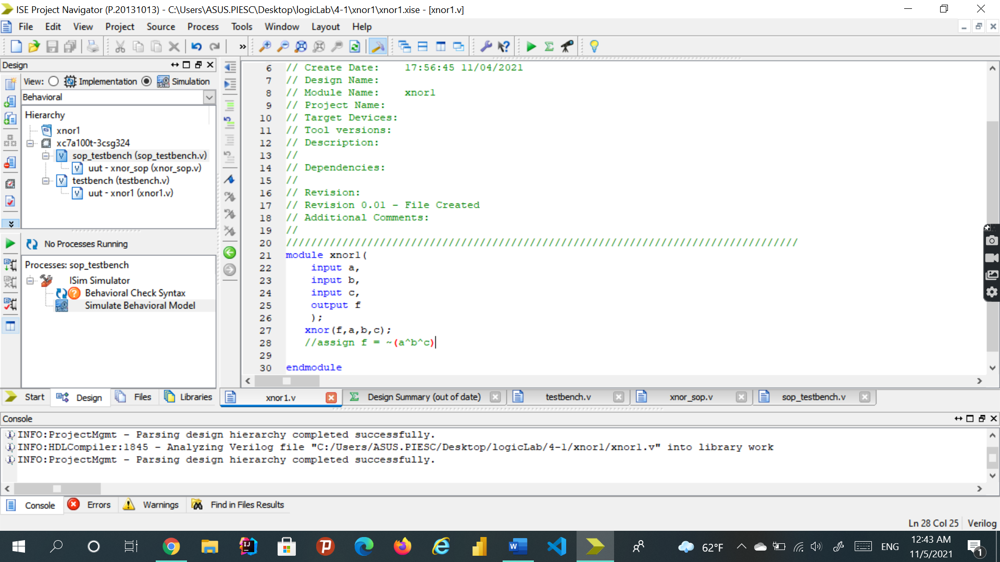 ISE Project Navigator (P.20131013) - C:\Users\ASUS.PIESC\Desktop\logicLab\4-1\xnor1\xnor1.xise - [xnor1.v]
File Edit View Project Source Process Tools Window Layout Help
Design
View: Implementation Simulation
Behavioral
Hierarchy
xnor1
xc7a100t-3csg324
sop_testbench (sop_testbench.v)
uut - xnor_sop (xnor_sop.v)
testbench (testbench.v)
uut - xnor1 (xnor1.v)
No Processes Running
Processes: sop_testbench
ISim Simulator
Behavioral Check Syntax
Simulate Behavioral Model
Start Design Files Libraries
6 // Create Date:    17:56:45 11/04/2021
7 // Design Name:
8 // Module Name:    xnor1
9 // Project Name:
10 // Target Devices:
11 // Tool versions:
12 // Description:
13 //
14 // Dependencies:
15 //
16 // Revision:
17 // Revision 0.01 - File Created
18 // Additional Comments:
19 //
20 //////////////////////////////////////////////////////////////////////////////////
21 module xnor1(
22     input a,
23     input b,
24     input c,
25     output f
26     );
27    xnor(f,a,b,c);
28    //assign f = ~(a^b^c)
29
30 endmodule
xnor1.v Design Summary (out of date) testbench.v xnor_sop.v sop_testbench.v
Console
INFO:ProjectMgmt - Parsing design hierarchy completed successfully.
INFO:HDLCompiler:1845 - Analyzing Verilog file "C:/Users/ASUS.PIESC/Desktop/logicLab/4-1/xnor1/xnor1.v" into library work
INFO:ProjectMgmt - Parsing design hierarchy completed successfully.
Console Errors Warnings Find in Files Results
Ln 28 Col 25 Verilog
62°F ENG 12:43 AM
11/5/2021 1